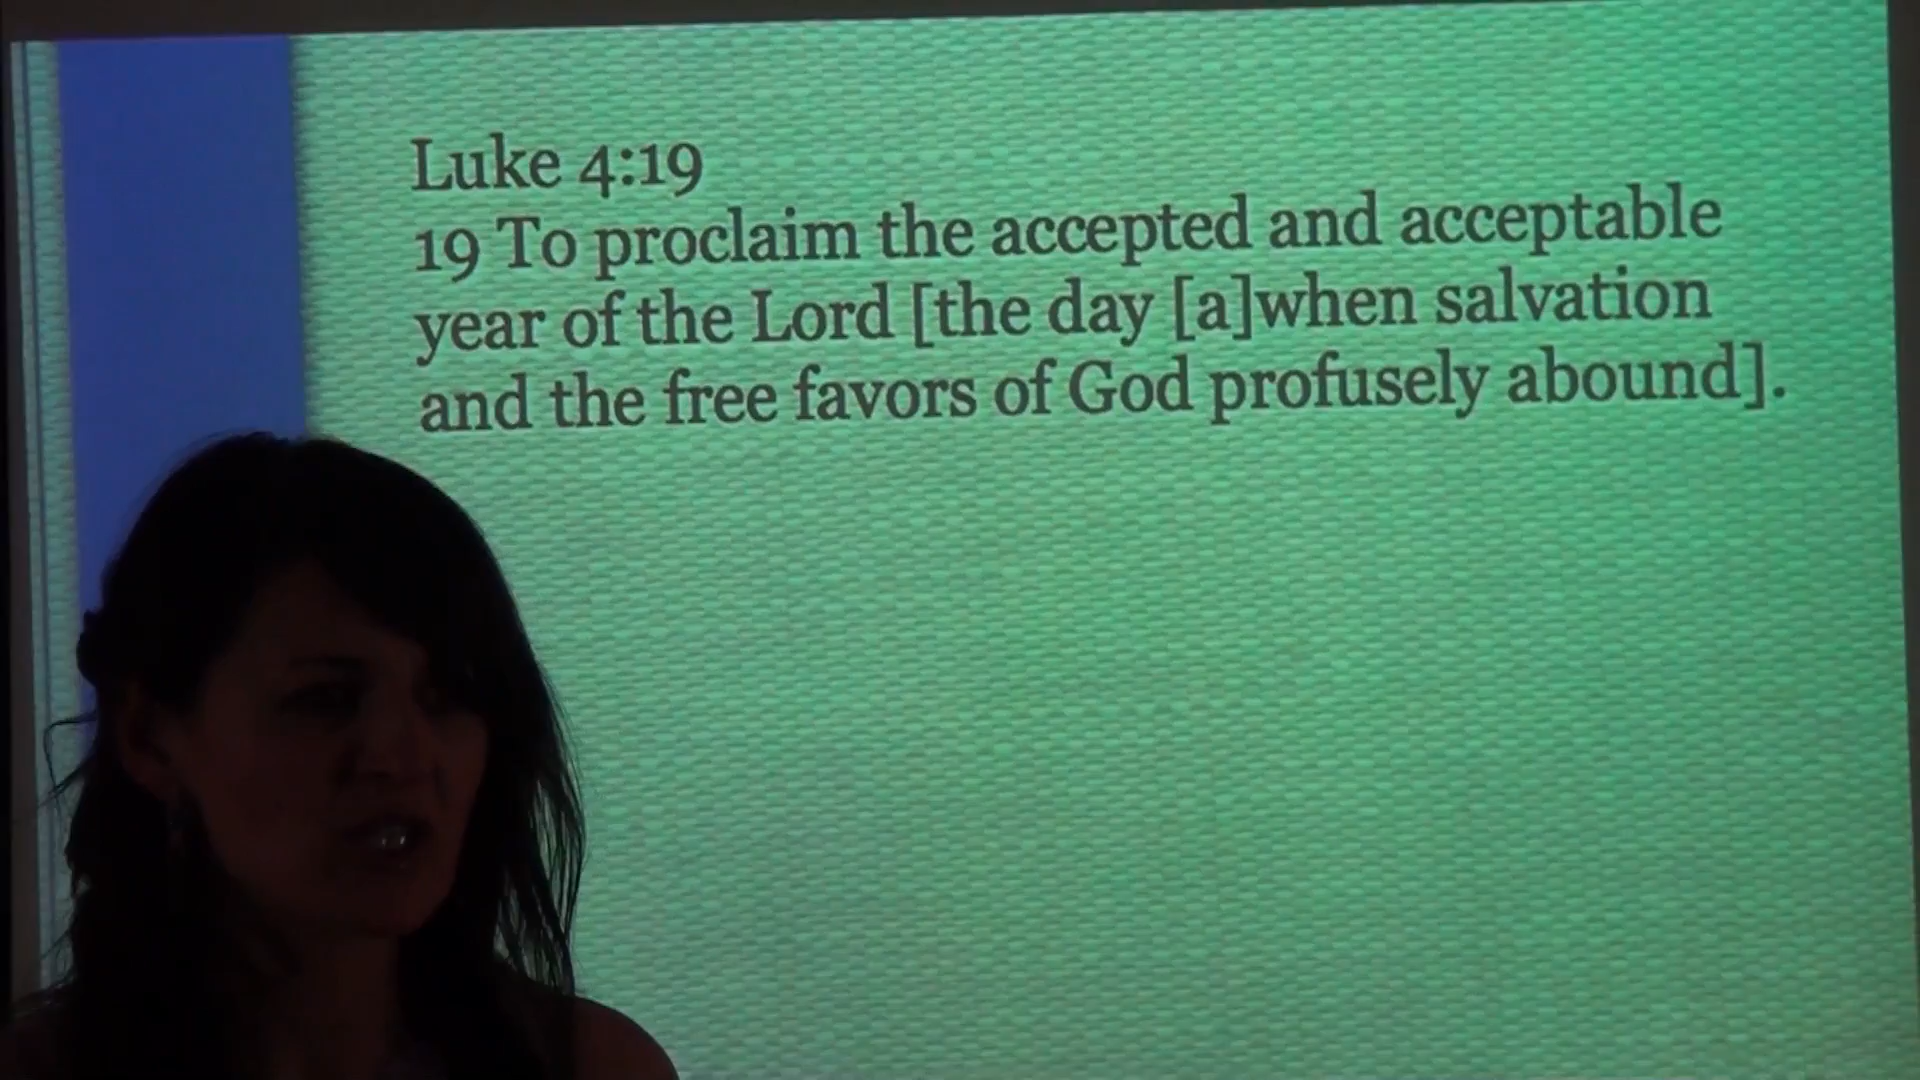 Luke 4:19
19 To proclaim the accepted and acceptable
year of the Lord [the day [a]when salvation
and the free favors of God profusely abound].